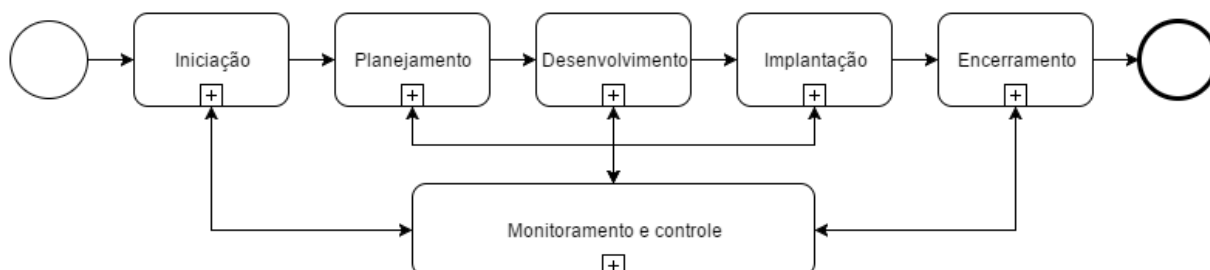 Iniciação
Planejamento
Desenvolvimento
Implantação
Encerramento
Monitoramento e controle